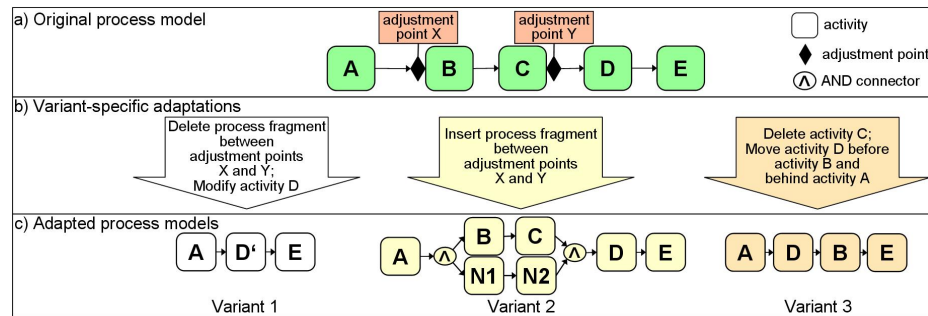 a) Original process model
adjustment
point X
adjustment
point Y
activity
adjustment point
Λ AND connector
A B C D E
b) Variant-specific adaptations
Delete process fragment
between
adjustment points
X and Y;
Modify activity D
Insert process fragment
between
adjustment points
X and Y
Delete activity C;
Move activity D before
activity B and
behind activity A
c) Adapted process models
A D‘ E
Variant 1
B C
A Λ Λ D E
N1 N2
Variant 2
A D B E
Variant 3